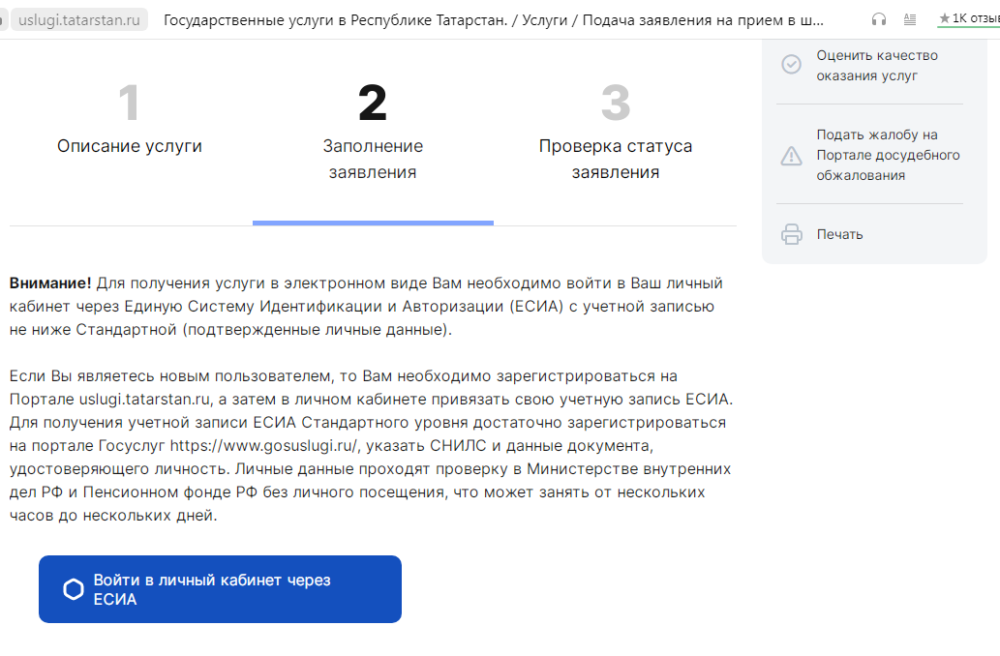 uslugi.tatarstan.ru
Государственные услуги в Республике Татарстан. / Услуги / Подача заявления на прием в ш...
1К отзыв
1
Описание услуги
2
Заполнение
заявления
3
Проверка статуса
заявления
Оценить качество
оказания услуг
Подать жалобу на
Портале досудебного
обжалования
Печать
Внимание! Для получения услуги в электронном виде Вам необходимо войти в Ваш личный
кабинет через Единую Систему Идентификации и Авторизации (ЕСИА) с учетной записью
не ниже Стандартной (подтвержденные личные данные).
Если Вы являетесь новым пользователем, то Вам необходимо зарегистрироваться на
Портале uslugi.tatarstan.ru, а затем в личном кабинете привязать свою учетную запись ЕСИА.
Для получения учетной записи ЕСИА Стандартного уровня достаточно зарегистрироваться
на портале Госуслуг https://www.gosuslugi.ru/, указать СНИЛС и данные документа,
удостоверяющего личность. Личные данные проходят проверку в Министерстве внутренних
дел РФ и Пенсионном фонде РФ без личного посещения, что может занять от нескольких
часов до нескольких дней.
Войти в личный кабинет через
ЕСИА